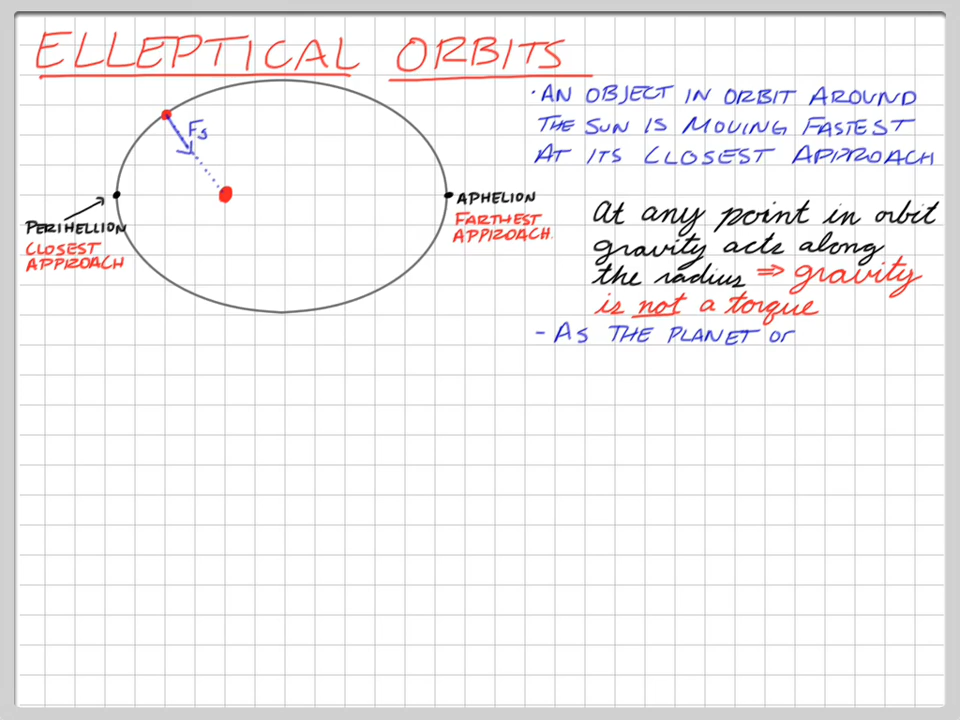 ELLEPTICAL ORBITS
· AN OBJECT IN ORBIT AROUND
THE SUN IS MOVING FASTEST
AT ITS CLOSEST APPROACH
Fs
PERIHELLION
CLOSEST
APPROACH
APHELION
FARTHEST
APPROACH.
At any point in orbit
gravity acts along
the radius ⇒ gravity
is not a torque
- AS THE PLANET OR